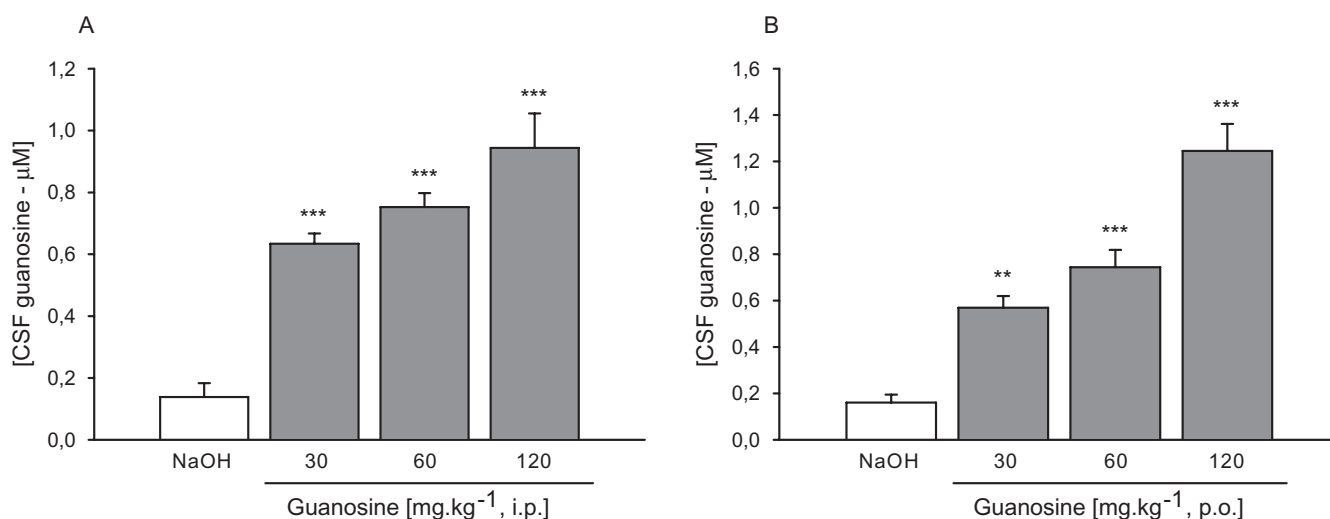 A
[CSF guanosine - μM]
1,2
1,0
0,8
0,6
0,4
0,2
0,0
***
***
***
NaOH 30 60 120
Guanosine [mg.kg-1, i.p.]
B
[CSF guanosine - μM]
1,6
1,4
1,2
1,0
0,8
0,6
0,4
0,2
0,0
**
***
***
NaOH 30 60 120
Guanosine [mg.kg-1, p.o.]